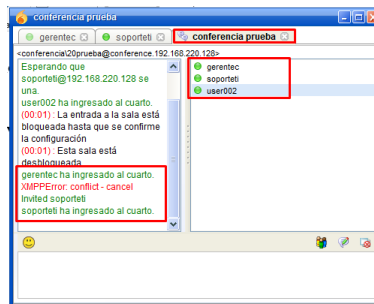 conferencia prueba
gerentec
soporteti
conferencia prueba
<conferencia\20prueba@conference.192.168.220.128>
Esperando que
soporteti@192.168.220.128 se
una.
user002 ha ingresado al cuarto.
(00:01) : La entrada a la sala está
bloqueada hasta que se confirme
la configuración
(00:01) : Esta sala está
desbloqueada.
gerentec ha ingresado al cuarto.
XMPPError: conflict - cancel
Invited soporteti
soporteti ha ingresado al cuarto.
gerentec
soporteti
user002